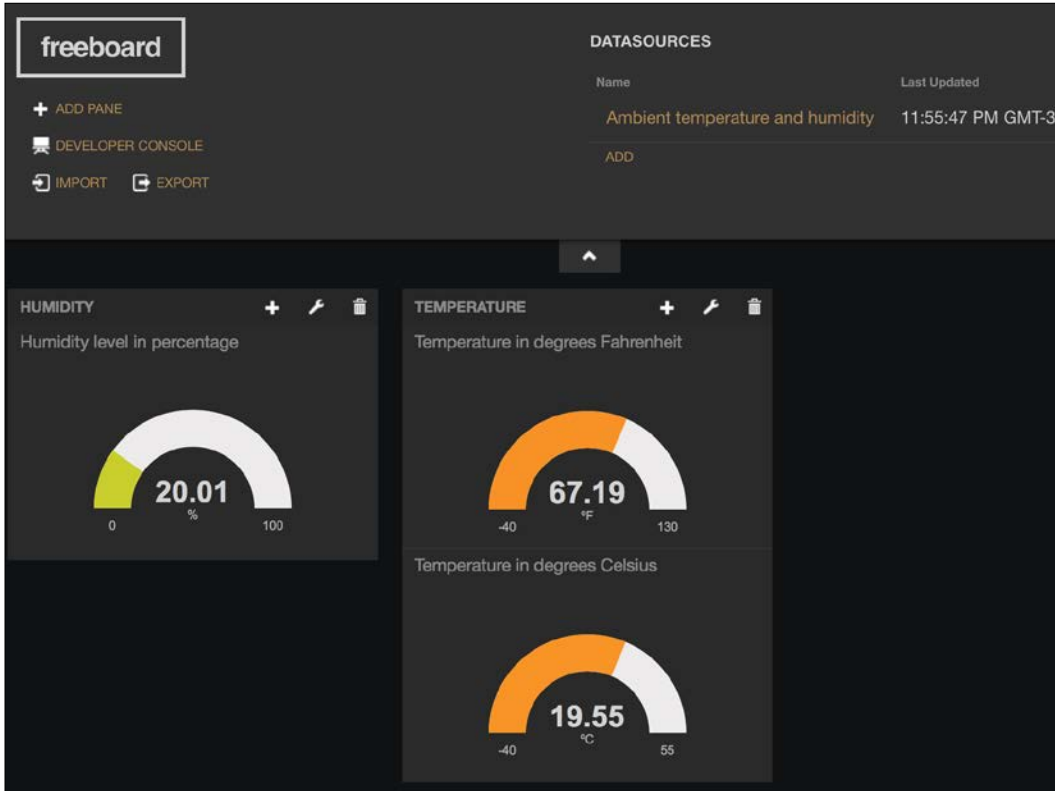 freeboard
ADD PANE
DEVELOPER CONSOLE
IMPORT EXPORT
DATASOURCES
Name Last Updated
Ambient temperature and humidity 11:55:47 PM GMT-3
ADD
HUMIDITY
Humidity level in percentage
20.01
%
0 100
TEMPERATURE
Temperature in degrees Fahrenheit
67.19
ºF
-40 130
Temperature in degrees Celsius
19.55
ºC
-40 55